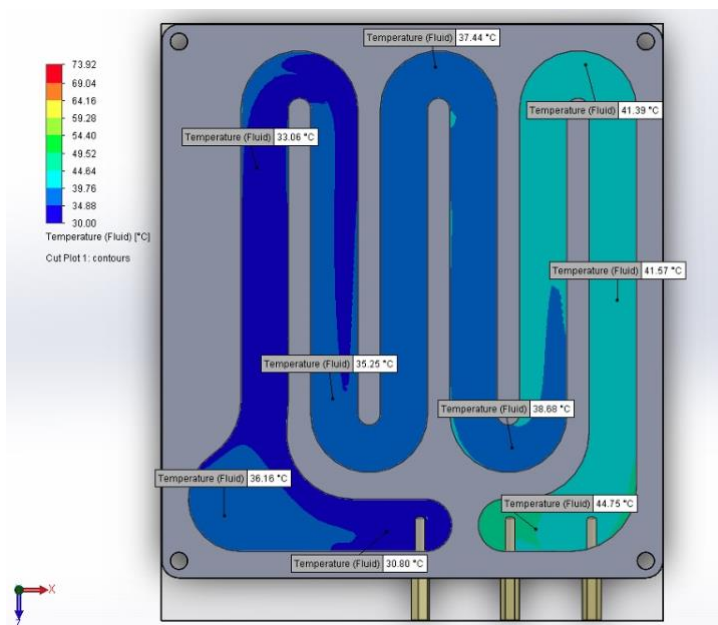 73.92
69.04
64.16
59.28
54.40
49.52
44.64
39.76
34.88
30.00
Temperature (Fluid) [°C]
Cut Plot 1: contours
Temperature (Fluid) 37.44 °C
Temperature (Fluid) 41.39 °C
Temperature (Fluid) 33.06 °C
Temperature (Fluid) 41.57 °C
Temperature (Fluid) 35.25 °C
Temperature (Fluid) 38.68 °C
Temperature (Fluid) 36.16 °C
Temperature (Fluid) 44.75 °C
Temperature (Fluid) 30.80 °C
X
Z